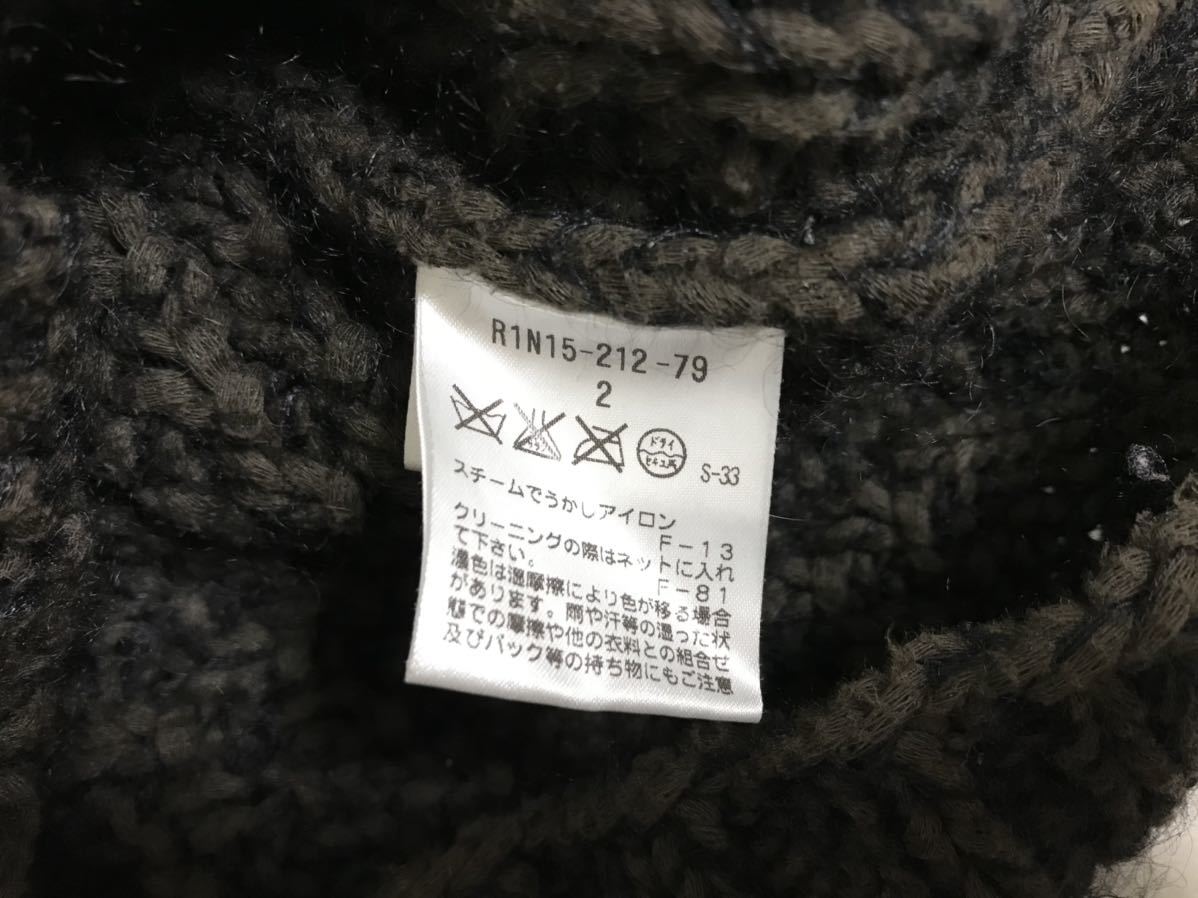 R1N15-212-79
2
ドライ
セキユ系
S-33
スチームでうかしアイロン
F-13
クリーニングの際はネットに入れ
て下さい。
F-81
濃色は湿摩擦により色が移る場合
があります。雨や汗等の湿った状
態での摩擦や他の衣料との組合せ
及びバック等の持ち物にもご注意